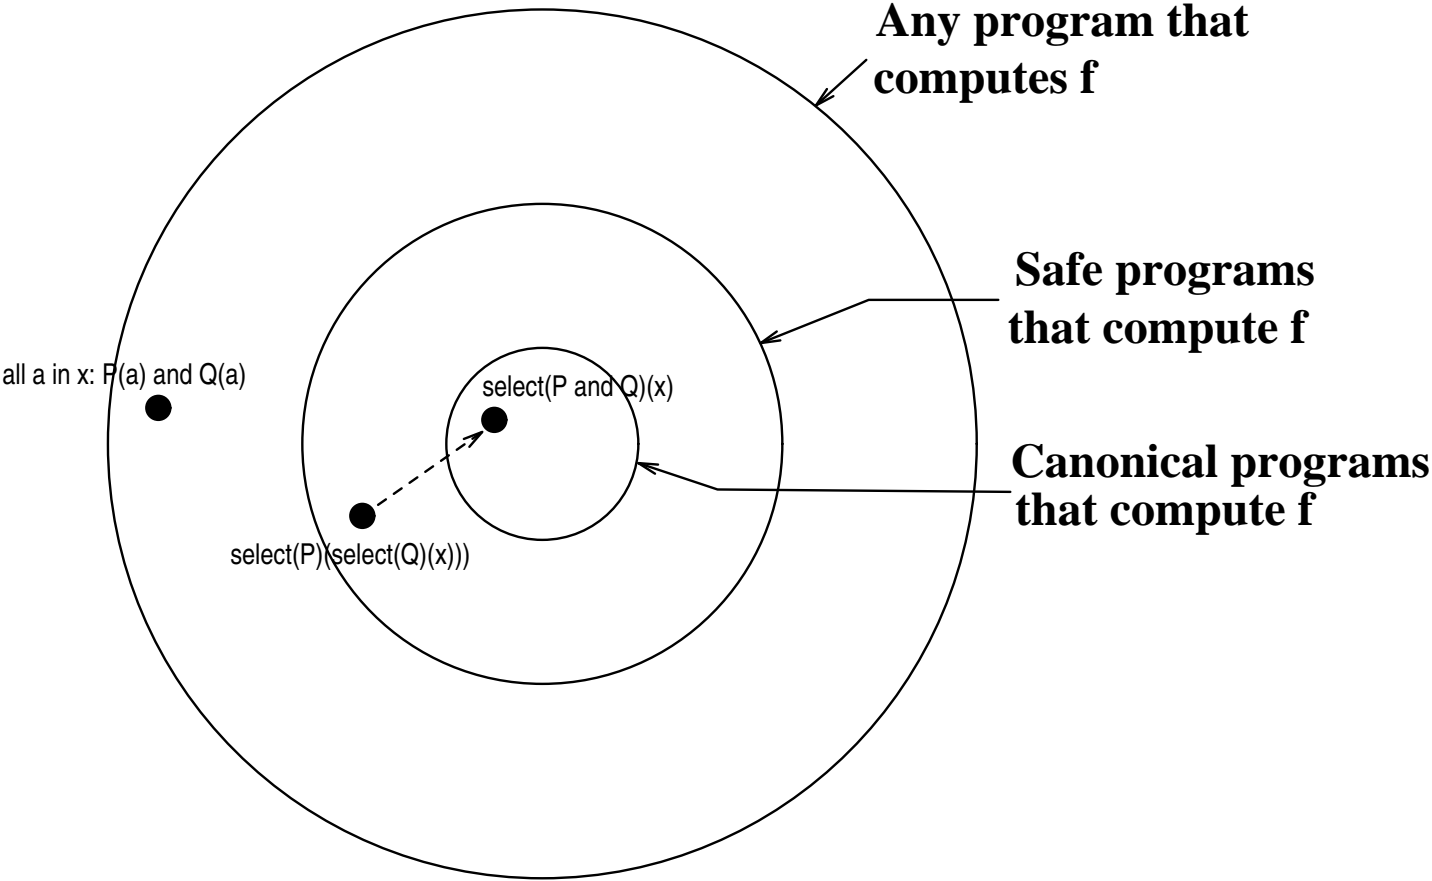 Any program that
computes f
Safe programs
that compute f
all a in x: P(a) and Q(a)
select(P and Q)(x)
Canonical programs
that compute f
select(P)(select(Q)(x)))